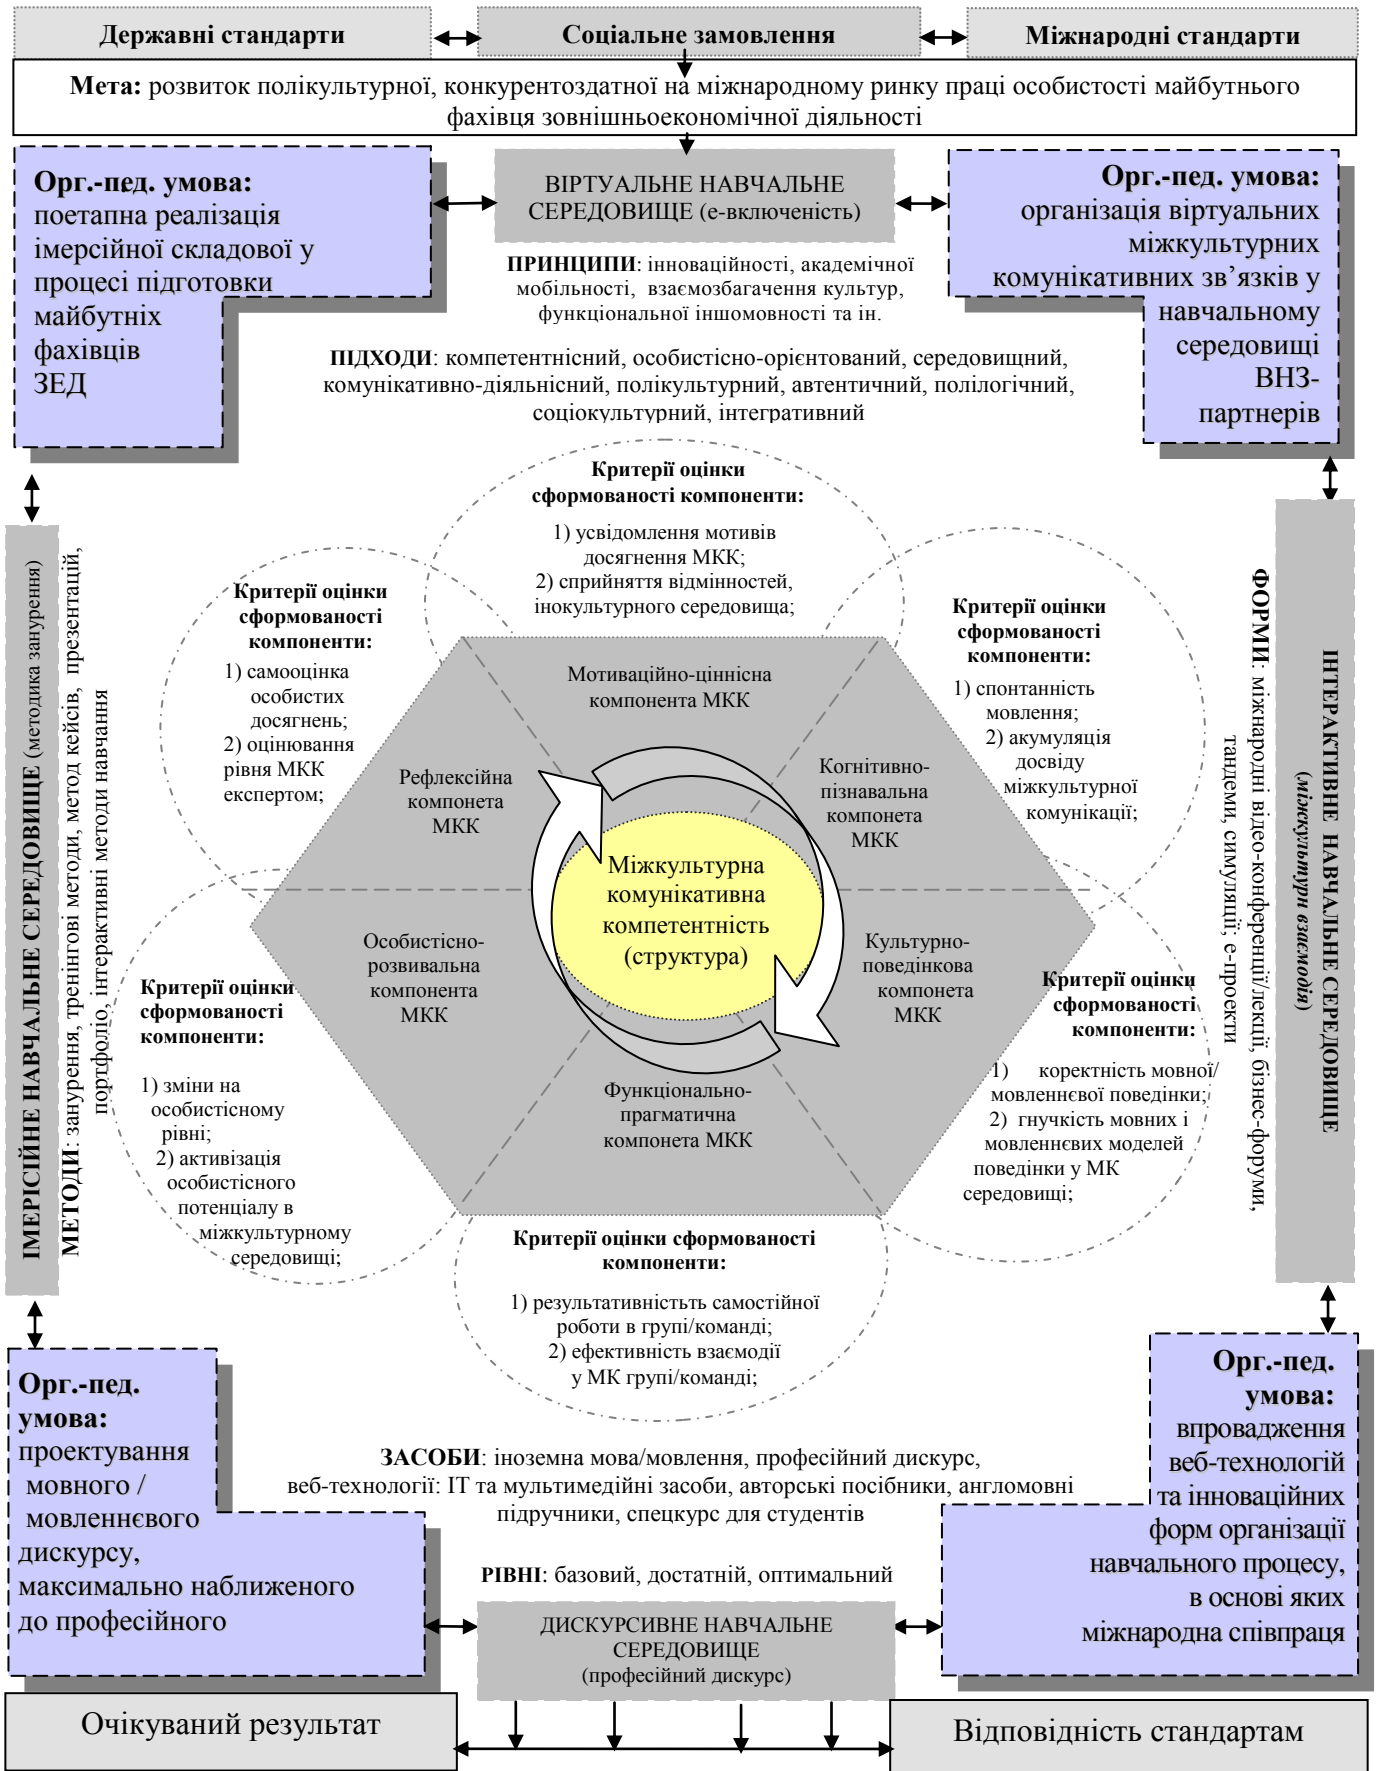 Державні стандарти
Соціальне замовлення
Міжнародні стандарти
Мета: розвиток полікультурної, конкурентоздатної на міжнародному ринку праці особистості майбутнього
фахівця зовнішньоекономічної діяльності
Орг.-пед. умова:
поетапна реалізація
імерсійної складової у
процесі підготовки
майбутніх
фахівців
ЗЕД
ВІРТУАЛЬНЕ НАВЧАЛЬНЕ
СЕРЕДОВИЩЕ (е-включеність)
Орг.-пед. умова:
організація віртуальних
міжкультурних
комунікативних зв’язків у
навчальному
середовищі
ВНЗ-
партнерів
ПРИНЦИПИ: інноваційності, академічної
мобільності, взаємозбагачення культур,
функціональної іншомовності та ін.
ПІДХОДИ: компетентнісний, особистісно-орієнтований, середовищний,
комунікативно-діяльнісний, полікультурний, автентичний, полілогічний,
соціокультурний, інтегративний
Критерії оцінки
сформованості компоненти:
1) усвідомлення мотивів
досягнення МКК;
2) сприйняття відмінностей,
інокультурного середовища;
Критерії оцінки
сформованості
компоненти:
1) самооцінка
особистих
досягнень;
2) оцінювання
рівня МКК
експертом;
Критерії оцінки
сформованості
компоненти:
1) спонтанність
мовлення;
2) акумуляція
досвіду
міжкультурної
комунікації;
ІМЕРІСІЙНЕ НАВЧАЛЬНЕ СЕРЕДОВИЩЕ (методика занурення)
МЕТОДИ: занурення, тренінгові методи, метод кейсів, презентацій,
портфоліо, інтерактивні методи навчання
ФОРМИ: міжнародні відео-конференції/лекції, бізнес-форуми,
тандеми, симуляції; е-проекти
ІНТЕРАКТИВНЕ НАВЧАЛЬНЕ СЕРЕДОВИЩЕ
(міжкультурн взаємодія)
Мотиваційно-ціннісна
компонента МКК
Рефлексійна
компонета
МКК
Когнітивно-
пізнавальна
компонета
МКК
Міжкультурна
комунікативна
компетентність
(структура)
Особистісно-
розвивальна
компонента
МКК
Культурно-
поведінкова
компонета
МКК
Функціонально-
прагматична
компонета МКК
Критерії оцінки
сформованості
компоненти:
1) зміни на
особистісному
рівні;
2) активізація
особистісного
потенціалу в
міжкультурному
середовищі;
Критерії оцінки
сформованості
компоненти:
1) коректність мовної/
мовленнєвої поведінки;
2) гнучкість мовних і
мовленнєвих моделей
поведінки у МК
середовищі;
Критерії оцінки сформованості
компоненти:
1) результативністьть самостійної
роботи в групі/команді;
2) ефективність взаємодії
у МК групі/команді;
Орг.-пед.
умова:
проектування
мовного /
мовленнєвого
дискурсу,
максимально наближеного
до професійного
ЗАСОБИ: іноземна мова/мовлення, професійний дискурс,
веб-технології: ІТ та мультимедійні засоби, авторські посібники, англомовні
підручники, спецкурс для студентів
РІВНІ: базовий, достатній, оптимальний
ДИСКУРСИВНЕ НАВЧАЛЬНЕ
СЕРЕДОВИЩЕ
(професійний дискурс)
Орг.-пед.
умова:
впровадження
веб-технологій
та інноваційних
форм організації
навчального процесу,
в основі яких
міжнародна співпраця
Очікуваний результат
Відповідність стандартам